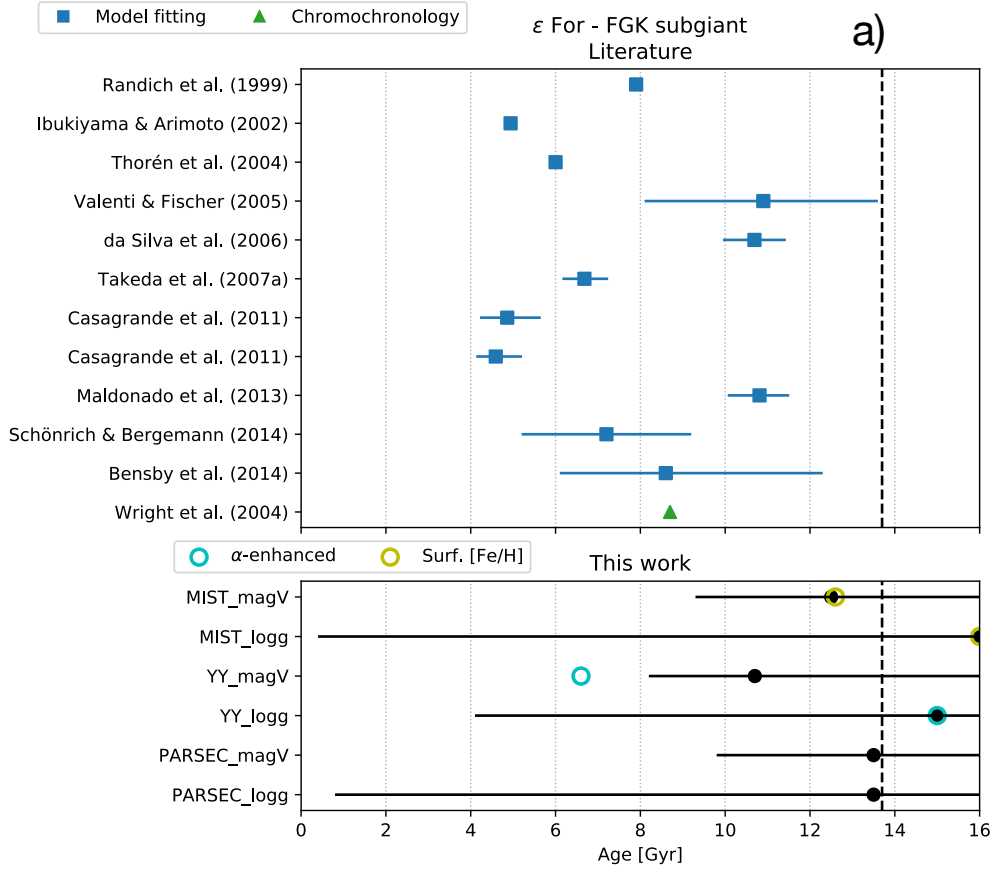 Model fitting
Chromochronology
ε For - FGK subgiant
Literature
a)
Randich et al. (1999)
Ibukiyama & Arimoto (2002)
Thorén et al. (2004)
Valenti & Fischer (2005)
da Silva et al. (2006)
Takeda et al. (2007a)
Casagrande et al. (2011)
Casagrande et al. (2011)
Maldonado et al. (2013)
Schönrich & Bergemann (2014)
Bensby et al. (2014)
Wright et al. (2004)
α-enhanced
Surf. [Fe/H]
This work
MIST_magV
MIST_logg
YY_magV
YY_logg
PARSEC_magV
PARSEC_logg
0 2 4 6 8 10 12 14 16
Age [Gyr]